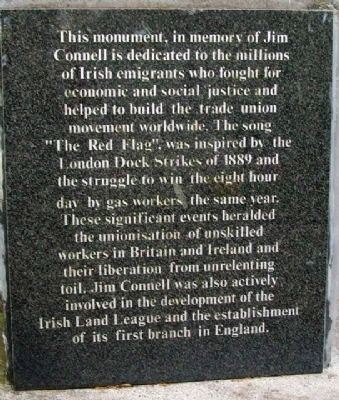 This monument, in memory of Jim
Connell is dedicated to the millions
of Irish emigrants who fought for
economic and social justice and
helped to build the trade union
movement worldwide. The song
"The Red Flag", was inspired by the
London Dock Strikes of 1889 and
the struggle to win the eight hour
day by gas workers the same year.
These significant events heralded
the unionisation of unskilled
workers in Britain and Ireland and
their liberation from unrelenting
toil. Jim Connell was also actively
involved in the development of the
Irish Land League and the establishment
of its first branch in England.